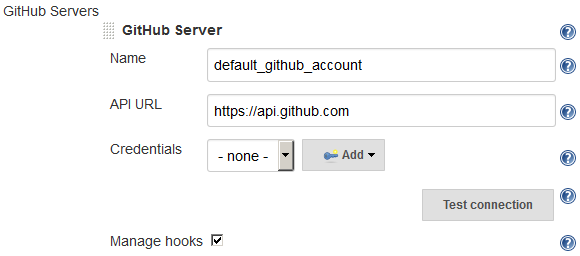 GitHub Servers
GitHub Server
Name
default_github_account
API URL
https://api.github.com
Credentials
- none -
Add
Test connection
Manage hooks